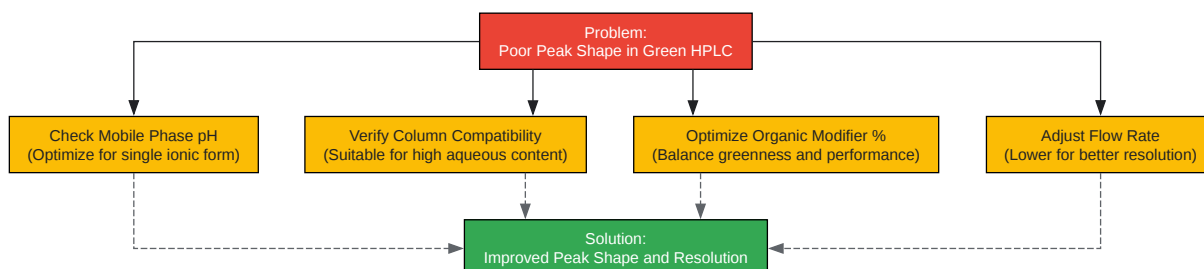 Problem:
Poor Peak Shape in Green HPLC
Check Mobile Phase pH
(Optimize for single ionic form)
Verify Column Compatibility
(Suitable for high aqueous content)
Optimize Organic Modifier %
(Balance greenness and performance)
Adjust Flow Rate
(Lower for better resolution)
Solution:
Improved Peak Shape and Resolution